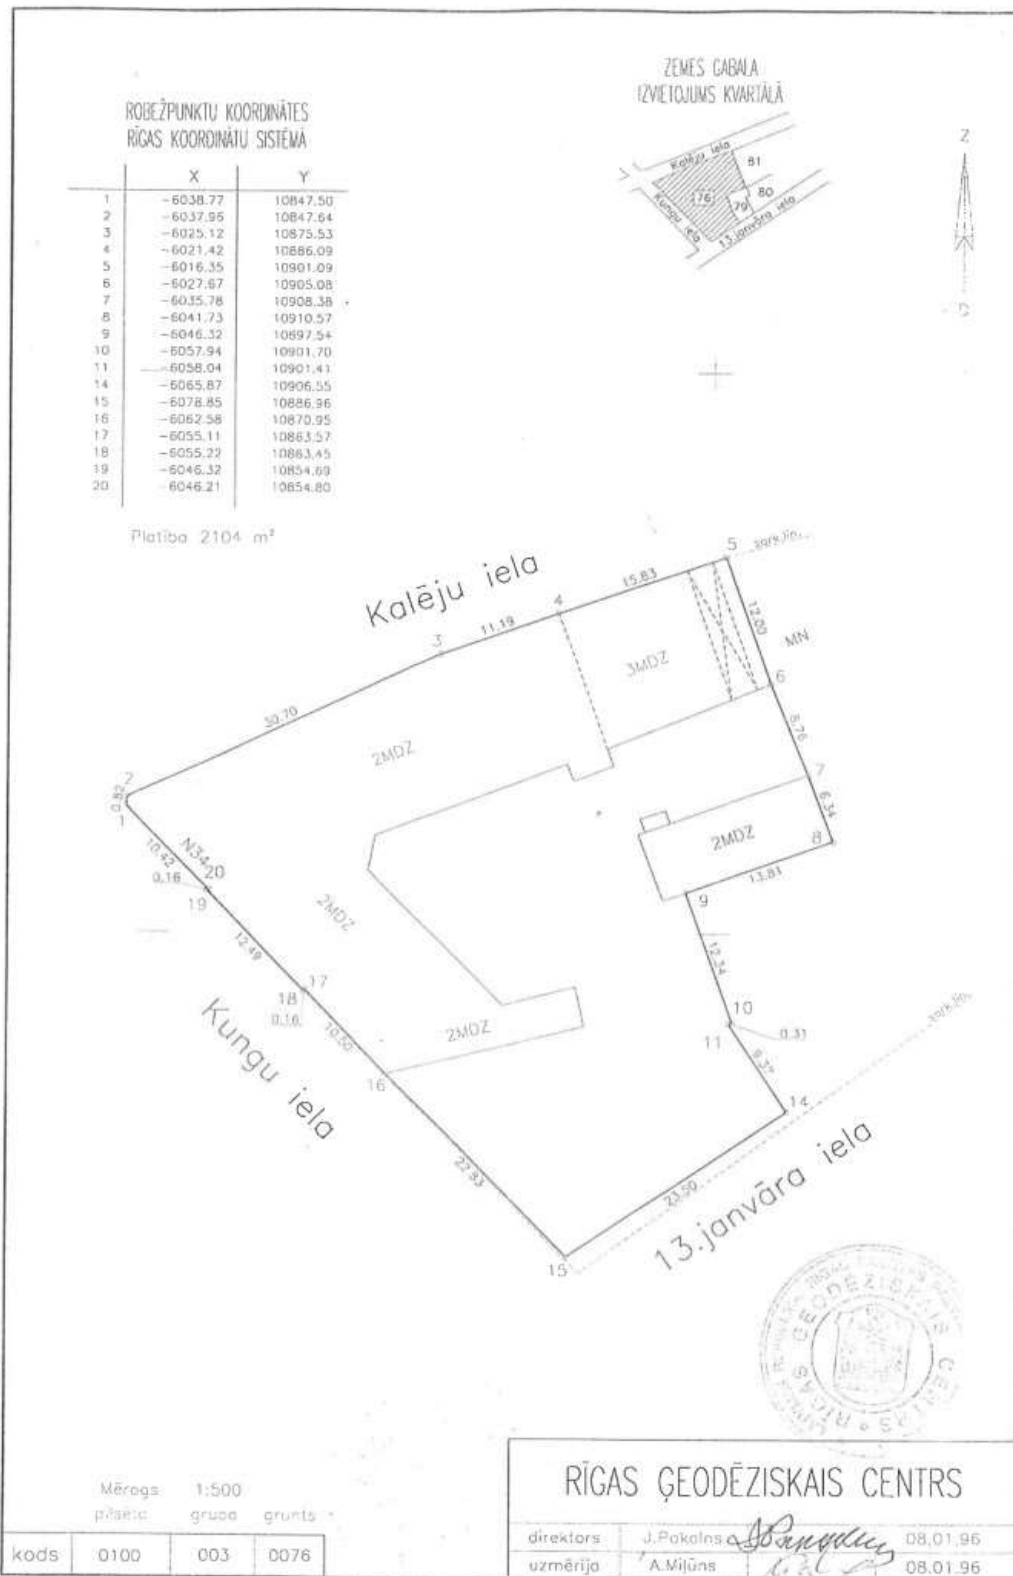 ZEMES GABALA
IZVIETOJUMS KVARTĀLĀ
Kalēju iela
81
176
79
80
Kungu iela
13.janvāra iela
Z
D
ROBEŽPUNKTU KOORDINĀTES
RĪGAS KOORDINĀTU SISTĒMĀ
X Y
1 -6038.77 10847.50
2 -6037.96 10847.64
3 -6025.12 10875.53
4 -6021.42 10886.09
5 -6016.35 10901.09
6 -6027.67 10905.08
7 -6035.78 10908.38
8 -6041.73 10910.57
9 -6046.32 10897.54
10 -6057.94 10901.70
11 -6058.04 10901.41
14 -6065.87 10906.55
15 -6078.85 10886.96
16 -6062.58 10870.95
17 -6055.11 10863.57
18 -6055.22 10863.45
19 -6046.32 10854.69
20 -6046.21 10854.80
Platība 2104 m²
Kalēju iela
5
sark.līn.
15.83
4
11.19
3
12.00
MN
3MDZ
6
30.70
2MDZ
8.76
7
6.34
2
0.82
1
2MDZ
8
13.81
N34
10.42
20
0.16
19
9
2MDZ
12.49
12.34
17
18
0.16
10
11
0.31
2MDZ
10.50
16
9.37
sark.līn.
14
Kungu iela
22.83
23.50
13.janvāra iela
15
RĪGAS ĢEODĒZISKAIS CENTRS
Mērogs 1:500
pilsēta grupa grunts
kods 0100 003 0076
RĪGAS ĢEODĒZISKAIS CENTRS
direktors J.Pokalns 08.01.96
uzmērīja A.Miļūns 08.01.96